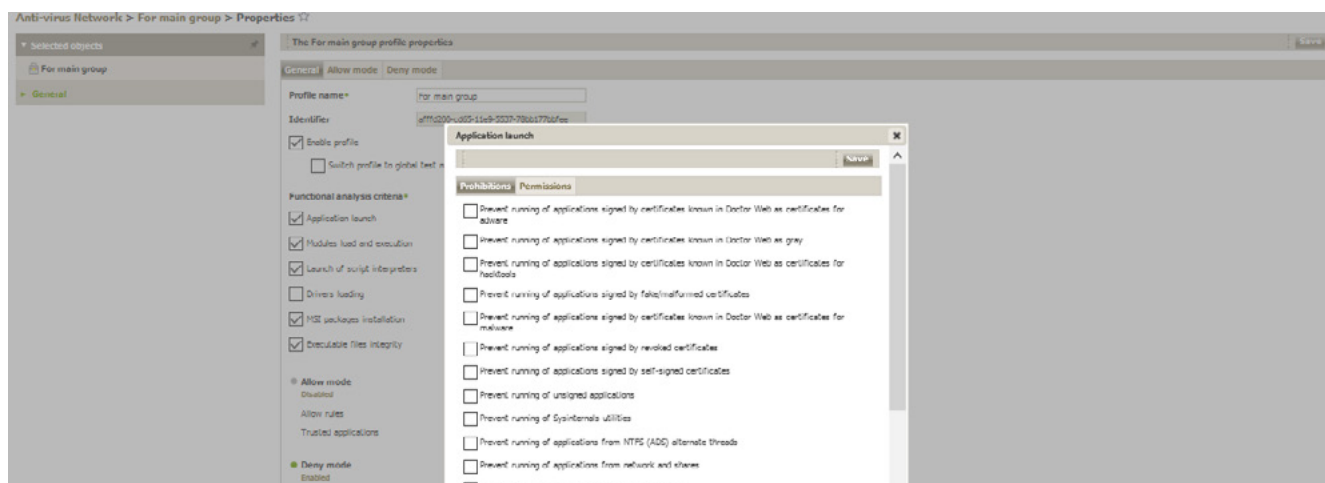 Anti-virus Network > For main group > Properties
Selected objects
For main group
General
The For main group profile properties
Save
General Allow mode Deny mode
Profile name*
For main group
Identifier
Enable profile
Switch profile to global test
Functional analysis criteria*
Application launch
Modules load and execution
Launch of script interpreters
Drivers loading
MSI packages installation
Executable files integrity
Allow mode
Disabled
Allow rules
Trusted applications
Deny mode
Enabled
Application launch
Save
Prohibitions Permissions
Prevent running of applications signed by certificates known in Doctor Web as certificates for
adware
Prevent running of applications signed by certificates known in Doctor Web as gray
Prevent running of applications signed by certificates known in Doctor Web as certificates for
hacktools
Prevent running of applications signed by fake/malformed certificates
Prevent running of applications signed by certificates known in Doctor Web as certificates for
malware
Prevent running of applications signed by revoked certificates
Prevent running of applications signed by self-signed certificates
Prevent running of unsigned applications
Prevent running of Sysinternals utilities
Prevent running of applications from NTFS (ADS) alternate threads
Prevent running of applications from network and shares